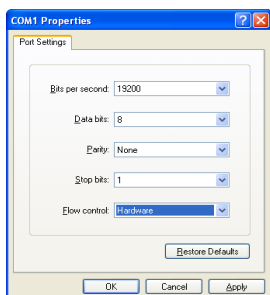 COM1 Properties
Port Settings
Bits per second: 19200
Data bits: 8
Parity: None
Stop bits: 1
Flow control: Hardware
Restore Defaults
OK Cancel Apply